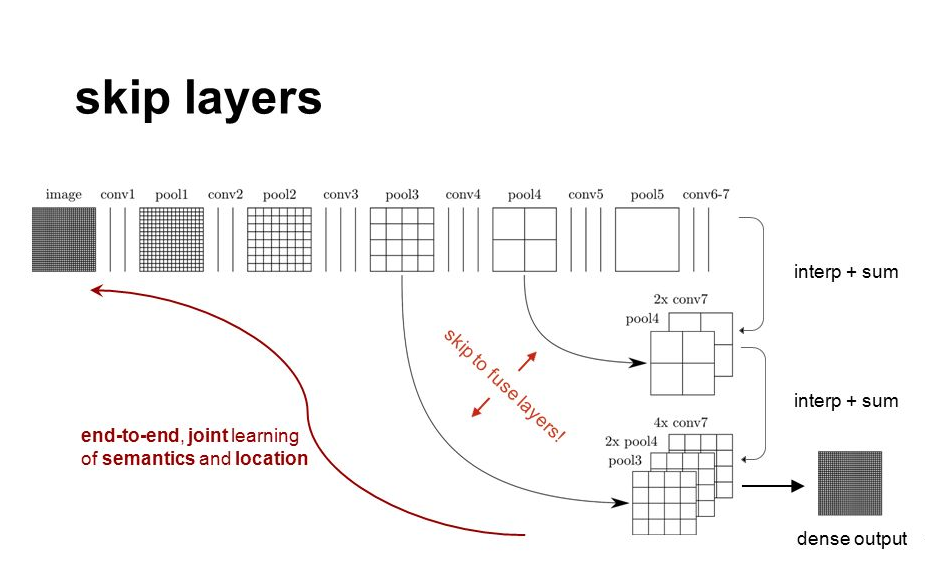 skip layers
image conv1 pool1 conv2 pool2 conv3 pool3 conv4 pool4 conv5 pool5 conv6-7
interp + sum
2x conv7
pool4
skip to fuse layers!
interp + sum
4x conv7
2x pool4
pool3
end-to-end, joint learning
of semantics and location
dense output